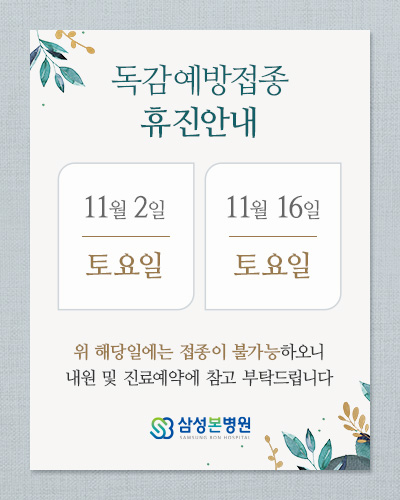 독감예방접종
휴진안내
11월 2일
토요일
11월 16일
토요일
위 해당일에는 접종이 불가능하오니
내원 및 진료예약에 참고 부탁드립니다
삼성본병원
SAMSUNG BON HOSPITAL